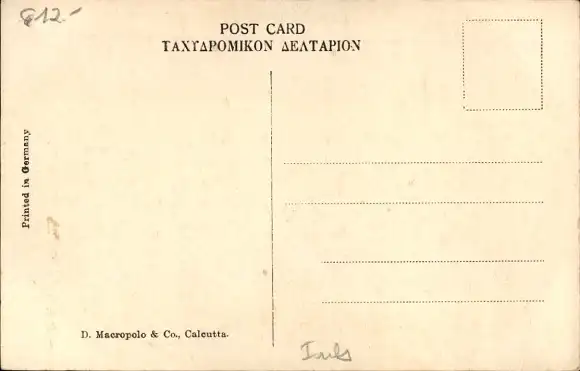 812.-
POST CARD
ΤΑΧΥΔΡΟΜΙΚΟΝ ΔΕΛΤΑΡΙΟΝ
Printed in Germany
D. Macropolo & Co., Calcutta.